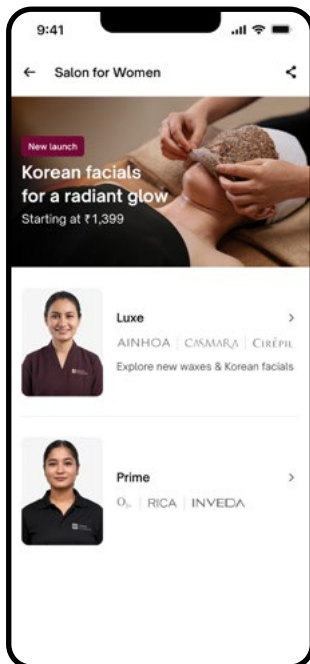 9:41
Salon for Women
New launch
Korean facials
for a radiant glow
Starting at ₹1,399
Luxe
AINHOA | CASMARA | CIRÉPIL
Explore new waxes & Korean facials
Prime
O₃₊ | RICA | INVEDA